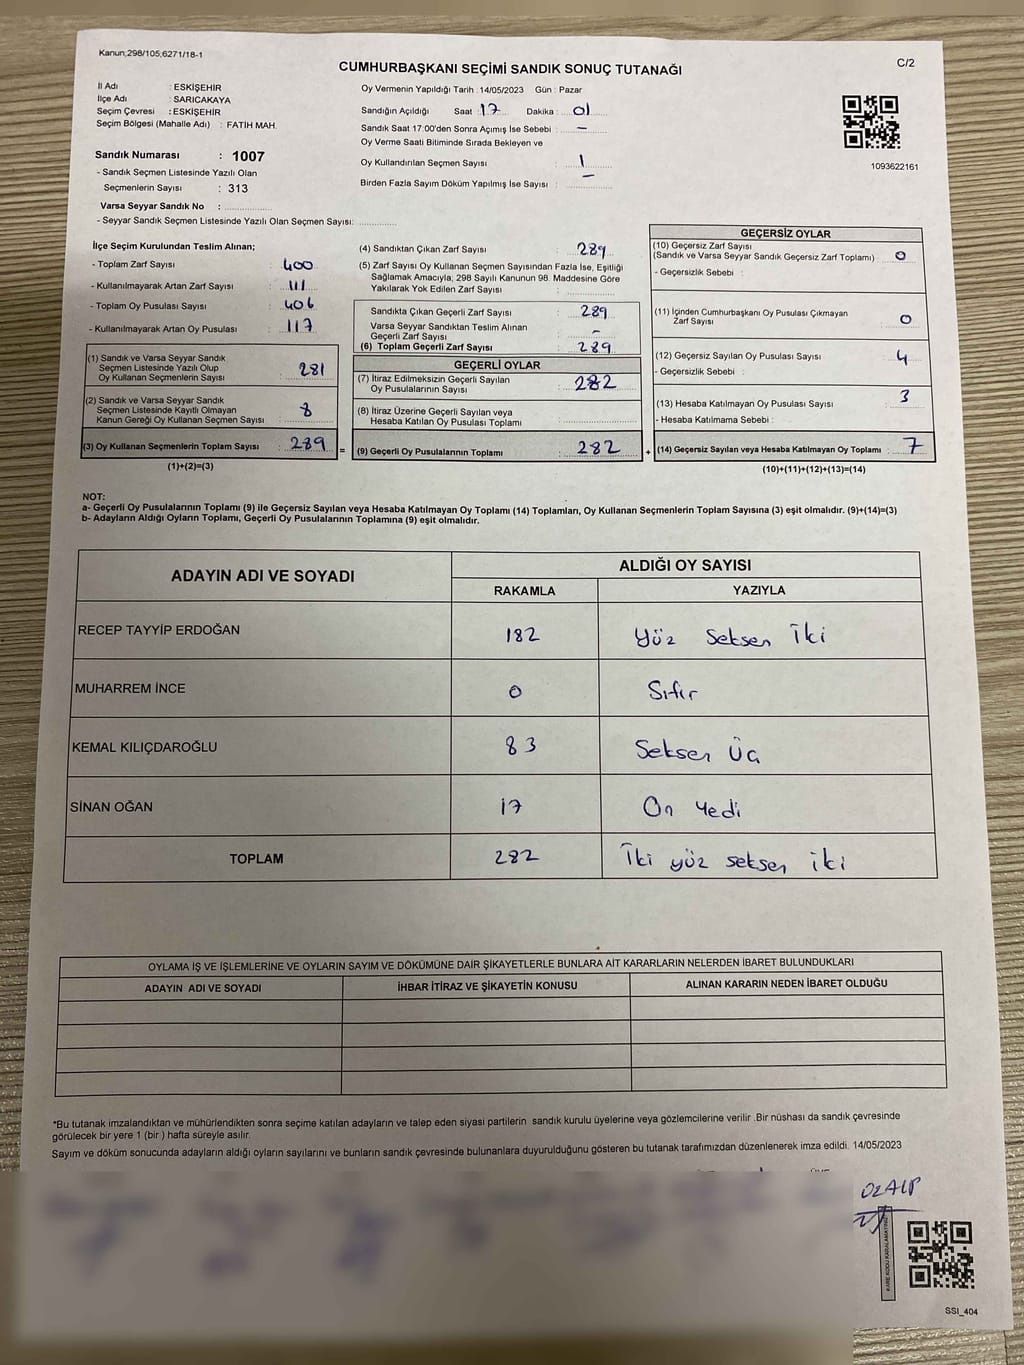 Kanun;298/105;6271/18-1
CUMHURBAŞKANI SEÇİMİ SANDIK SONUÇ TUTANAĞI
C/2
İl Adı : ESKİŞEHİR
İlçe Adı : SARICAKAYA
Seçim Çevresi : ESKİŞEHİR
Seçim Bölgesi (Mahalle Adı) : FATİH MAH.
Sandık Numarası : 1007
- Sandık Seçmen Listesinde Yazılı Olan
Seçmenlerin Sayısı : 313
Varsa Seyyar Sandık No :
- Seyyar Sandık Seçmen Listesinde Yazılı Olan Seçmen Sayısı:
Oy Vermenin Yapıldığı Tarih : 14/05/2023 Gün : Pazar
Sandığın Açıldığı Saat 17 Dakika : 01
Sandık Saat 17:00'den Sonra Açımış İse Sebebi : -
Oy Verme Saati Bitiminde Sırada Bekleyen ve
Oy Kullandırılan Seçmen Sayısı : 1
Birden Fazla Sayım Döküm Yapılmış İse Sayısı : -
1093622161
İlçe Seçim Kurulundan Teslim Alınan;
- Toplam Zarf Sayısı : 400
- Kullanılmayarak Artan Zarf Sayısı : 111
- Toplam Oy Pusulası Sayısı : 406
- Kullanılmayarak Artan Oy Pusulası : 117
(1) Sandık ve Varsa Seyyar Sandık
Seçmen Listesinde Yazılı Olup
Oy Kullanan Seçmenlerin Sayısı : 281
(2) Sandık ve Varsa Seyyar Sandık
Seçmen Listesinde Kayıtlı Olmayan
Kanun Gereği Oy Kullanan Seçmen Sayısı : 8
(3) Oy Kullanan Seçmenlerin Toplam Sayısı : 289
(1)+(2)=(3)
(4) Sandıktan Çıkan Zarf Sayısı : 289
(5) Zarf Sayısı Oy Kullanan Seçmen Sayısından Fazla İse, Eşitliği
Sağlamak Amacıyla; 298 Sayılı Kanunun 98. Maddesine Göre
Yakılarak Yok Edilen Zarf Sayısı :
Sandıkta Çıkan Geçerli Zarf Sayısı : 289
Varsa Seyyar Sandıktan Teslim Alınan
Geçerli Zarf Sayısı : -
(6) Toplam Geçerli Zarf Sayısı : 289
GEÇERLİ OYLAR
(7) İtiraz Edilmeksizin Geçerli Sayılan
Oy Pusulalarının Sayısı : 282
(8) İtiraz Üzerine Geçerli Sayılan veya
Hesaba Katılan Oy Pusulası Toplamı :
= (9) Geçerli Oy Pusulalarının Toplamı : 282 +
GEÇERSİZ OYLAR
(10) Geçersiz Zarf Sayısı
(Sandık ve Varsa Seyyar Sandık Geçersiz Zarf Toplamı) : 0
- Geçersizlik Sebebi :
(11) İçinden Cumhurbaşkanı Oy Pusulası Çıkmayan
Zarf Sayısı : 0
(12) Geçersiz Sayılan Oy Pusulası Sayısı : 4
- Geçersizlik Sebebi :
(13) Hesaba Katılmayan Oy Pusulası Sayısı : 3
- Hesaba Katılmama Sebebi :
(14) Geçersiz Sayılan veya Hesaba Katılmayan Oy Toplamı : 7
(10)+(11)+(12)+(13)=(14)
NOT:
a- Geçerli Oy Pusulalarının Toplamı (9) ile Geçersiz Sayılan veya Hesaba Katılmayan Oy Toplamı (14) Toplamları, Oy Kullanan Seçmenlerin Toplam Sayısına (3) eşit olmalıdır. (9)+(14)=(3)
b- Adayların Aldığı Oyların Toplamı, Geçerli Oy Pusulalarının Toplamına (9) eşit olmalıdır.
ADAYIN ADI VE SOYADI ALDIĞI OY SAYISI
RAKAMLA YAZIYLA
RECEP TAYYİP ERDOĞAN 182 Yüz Seksen İki
MUHARREM İNCE 0 Sıfır
KEMAL KILIÇDAROĞLU 83 Seksen Üç
SİNAN OĞAN 17 On Yedi
TOPLAM 282 İki yüz seksen iki
OYLAMA İŞ VE İŞLEMLERİNE VE OYLARIN SAYIM VE DÖKÜMÜNE DAİR ŞİKAYETLERLE BUNLARA AİT KARARLARIN NELERDEN İBARET BULUNDUKLARI
ADAYIN ADI VE SOYADI İHBAR İTİRAZ VE ŞİKAYETİN KONUSU ALINAN KARARIN NEDEN İBARET OLDUĞU
*Bu tutanak imzalandıktan ve mühürlendikten sonra seçime katılan adayların ve talep eden siyasi partilerin sandık kurulu üyelerine veya gözlemcilerine verilir .Bir nüshası da sandık çevresinde
görülecek bir yere 1 (bir ) hafta süreyle asılır.
Sayım ve döküm sonucunda adayların aldığı oyların sayılarını ve bunların sandık çevresinde bulunanlara duyurulduğunu gösteren bu tutanak tarafımızdan düzenlenerek imza edildi. 14/05/2023
OZALP
KARE KODU KARALAMAYINIZ
SSI_404